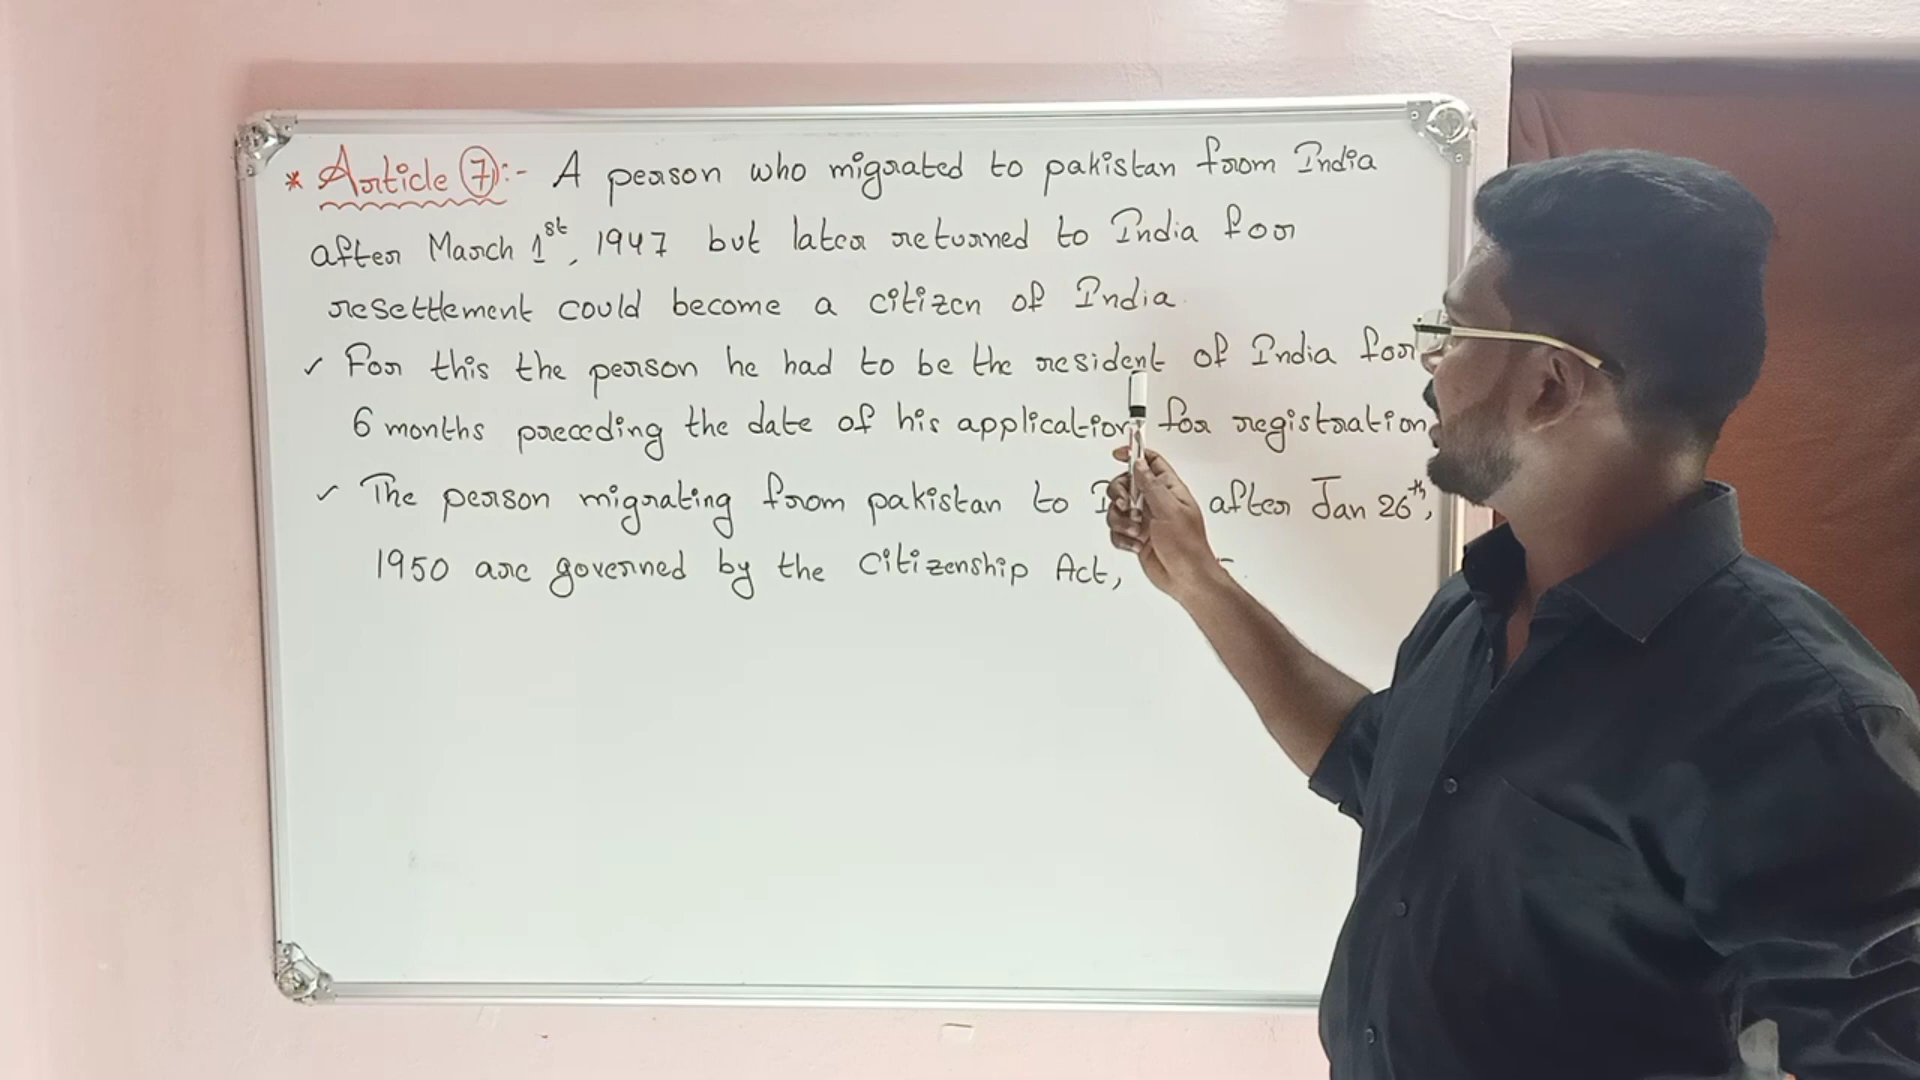 * Article 7:- A person who migrated to pakistan from India
after March 1st, 1947 but later returned to India for
resettlement could become a citizen of India
✓ For this the person he had to be the resident of India for
6 months preceding the date of his application for registration
✓ The person migrating from pakistan to after Jan 26th,
1950 are governed by the Citizenship Act,